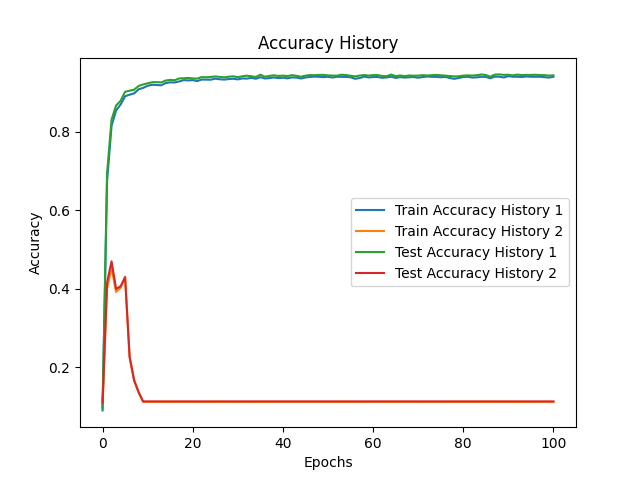 Accuracy History
Accuracy
0.8
0.6
0.4
0.2
Train Accuracy History 1
Train Accuracy History 2
Test Accuracy History 1
Test Accuracy History 2
0 20 40 60 80 100
Epochs